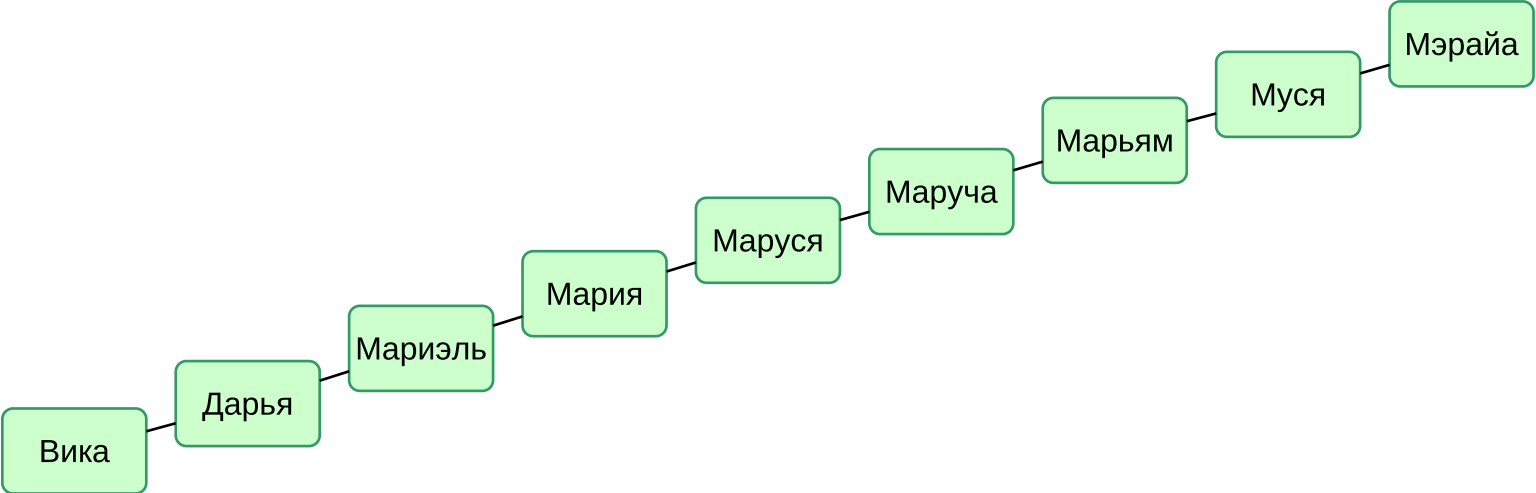 Мэрайа
Муся
Марьям
Маруча
Маруся
Мария
Мариэль
Дарья
Вика